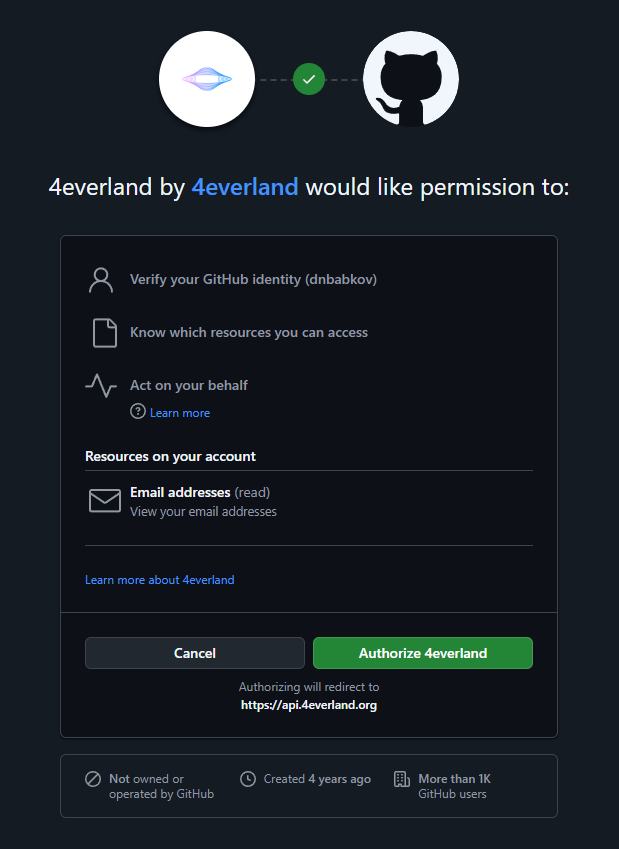 4everland by 4everland would like permission to:
Verify your GitHub identity (dnbabkov)
Know which resources you can access
Act on your behalf
Learn more
Resources on your account
Email addresses (read)
View your email addresses
Learn more about 4everland
Cancel
Authorize 4everland
Authorizing will redirect to
https://api.4everland.org
Not owned or
operated by GitHub
Created 4 years ago
More than 1K
GitHub users